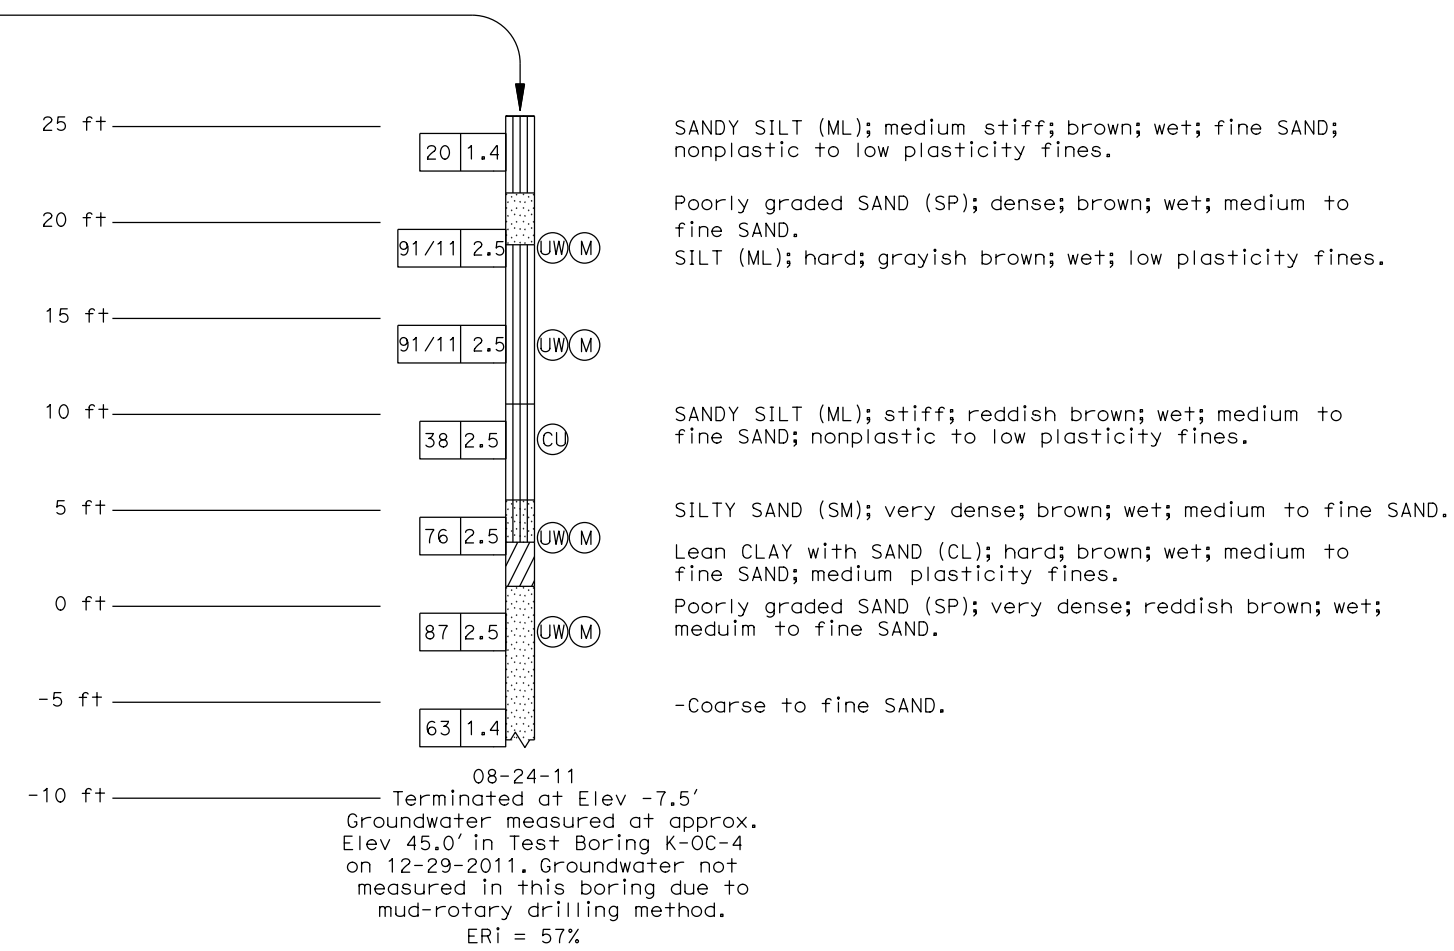 25 ft
20 1.4
SANDY SILT (ML); medium stiff; brown; wet; fine SAND;
nonplastic to low plasticity fines.
Poorly graded SAND (SP); dense; brown; wet; medium to
fine SAND.
20 ft
91/11 2.5 UW M
SILT (ML); hard; grayish brown; wet; low plasticity fines.
15 ft
91/11 2.5 UW M
10 ft
SANDY SILT (ML); stiff; reddish brown; wet; medium to
fine SAND; nonplastic to low plasticity fines.
38 2.5 CU
5 ft
SILTY SAND (SM); very dense; brown; wet; medium to fine SAND.
76 2.5 UW M
Lean CLAY with SAND (CL); hard; brown; wet; medium to
fine SAND; medium plasticity fines.
0 ft
Poorly graded SAND (SP); very dense; reddish brown; wet;
meduim to fine SAND.
87 2.5 UW M
-5 ft
-Coarse to fine SAND.
63 1.4
08-24-11
-10 ft
Terminated at Elev -7.5'
Groundwater measured at approx.
Elev 45.0' in Test Boring K-OC-4
on 12-29-2011. Groundwater not
measured in this boring due to
mud-rotary drilling method.
ERi = 57%